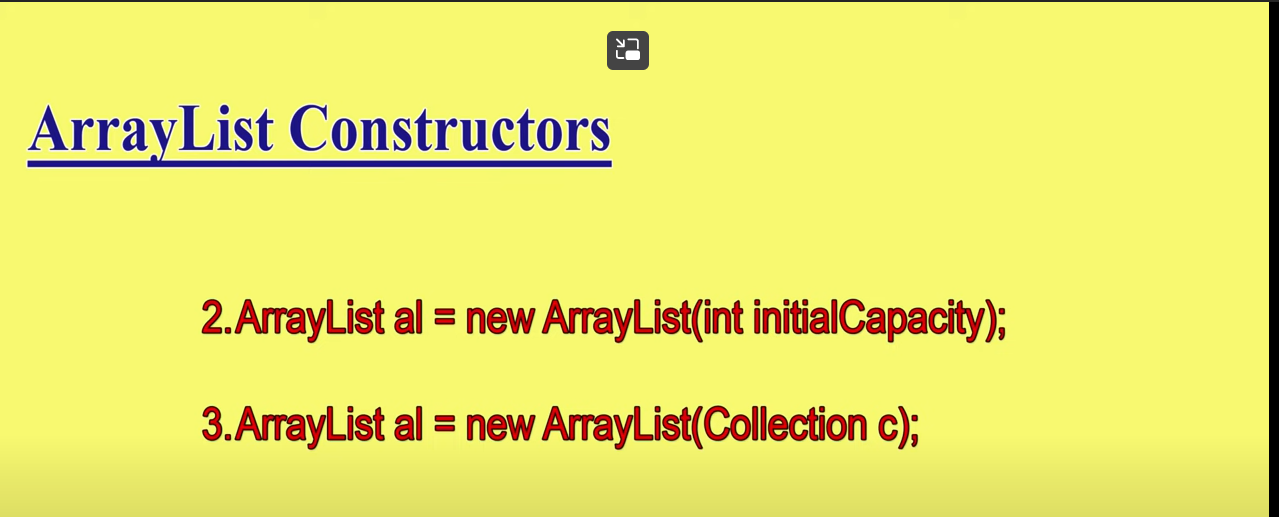 ArrayList Constructors
2.ArrayList al = new ArrayList(int initialCapacity);
3.ArrayList al = new ArrayList(Collection c);